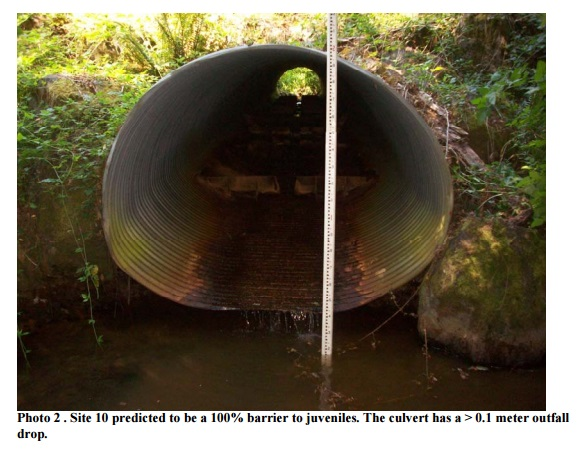 Photo 2 . Site 10 predicted to be a 100% barrier to juveniles. The culvert has a > 0.1 meter outfall
drop.